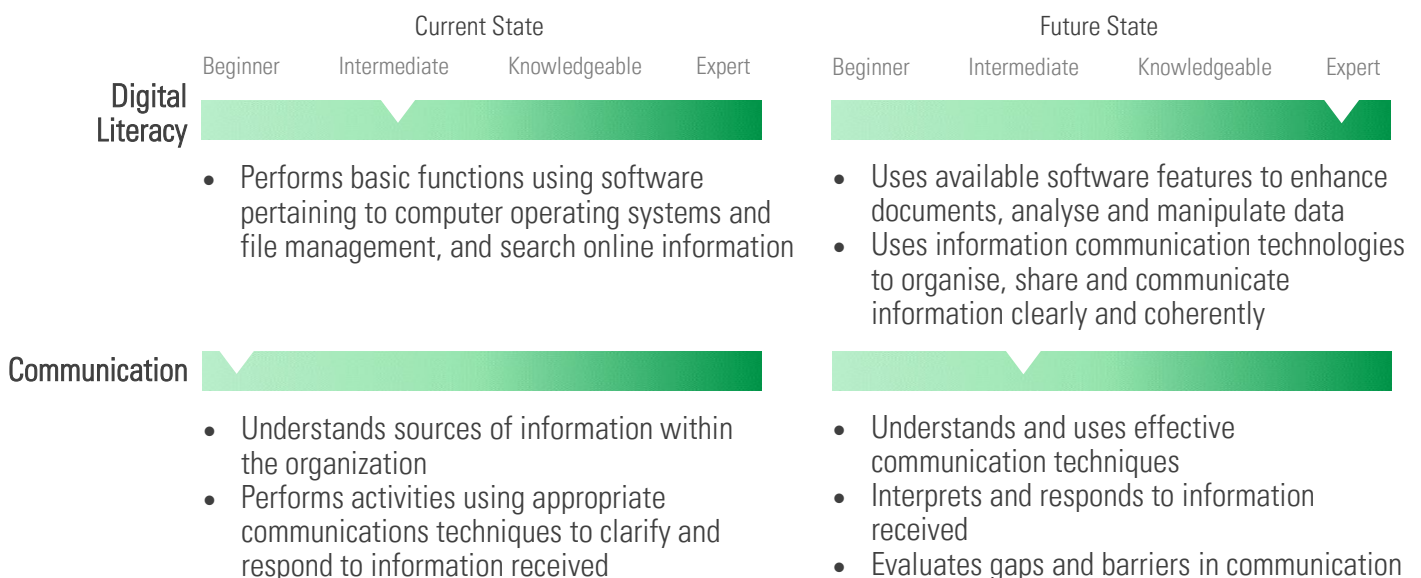 Current State
Future State
Beginner Intermediate Knowledgeable Expert
Beginner Intermediate Knowledgeable Expert
Digital
Literacy
• Performs basic functions using software
pertaining to computer operating systems and
file management, and search online information
• Uses available software features to enhance
documents, analyse and manipulate data
• Uses information communication technologies
to organise, share and communicate
information clearly and coherently
Communication
• Understands sources of information within
the organization
• Performs activities using appropriate
communications techniques to clarify and
respond to information received
• Understands and uses effective
communication techniques
• Interprets and responds to information
received
• Evaluates gaps and barriers in communication